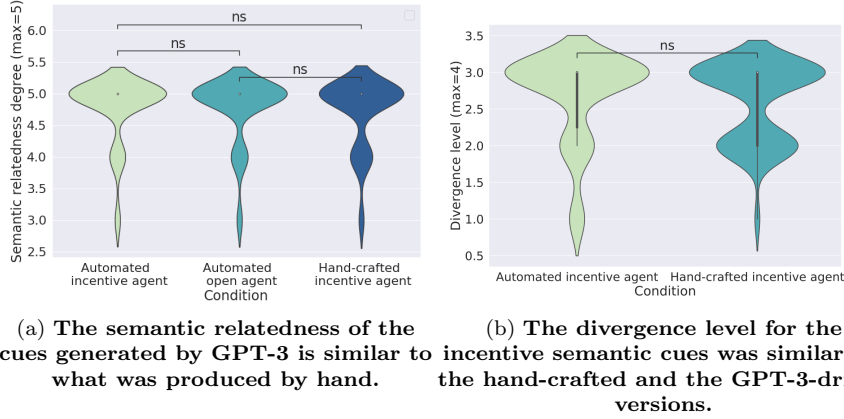 Semantic relatedness degree (max=5)
6.0
5.5
5.0
4.5
4.0
3.5
3.0
2.5
ns
ns
ns
Automated
incentive agent
Automated
open agent
Hand-crafted
incentive agent
Condition
Divergence level (max=4)
3.5
3.0
2.5
2.0
1.5
1.0
0.5
ns
Automated incentive agent
Hand-crafted incentive agent
Condition
(a) The semantic relatedness of the
cues generated by GPT-3 is similar to
what was produced by hand.
(b) The divergence level for the
incentive semantic cues was similar
the hand-crafted and the GPT-3-dr
versions.